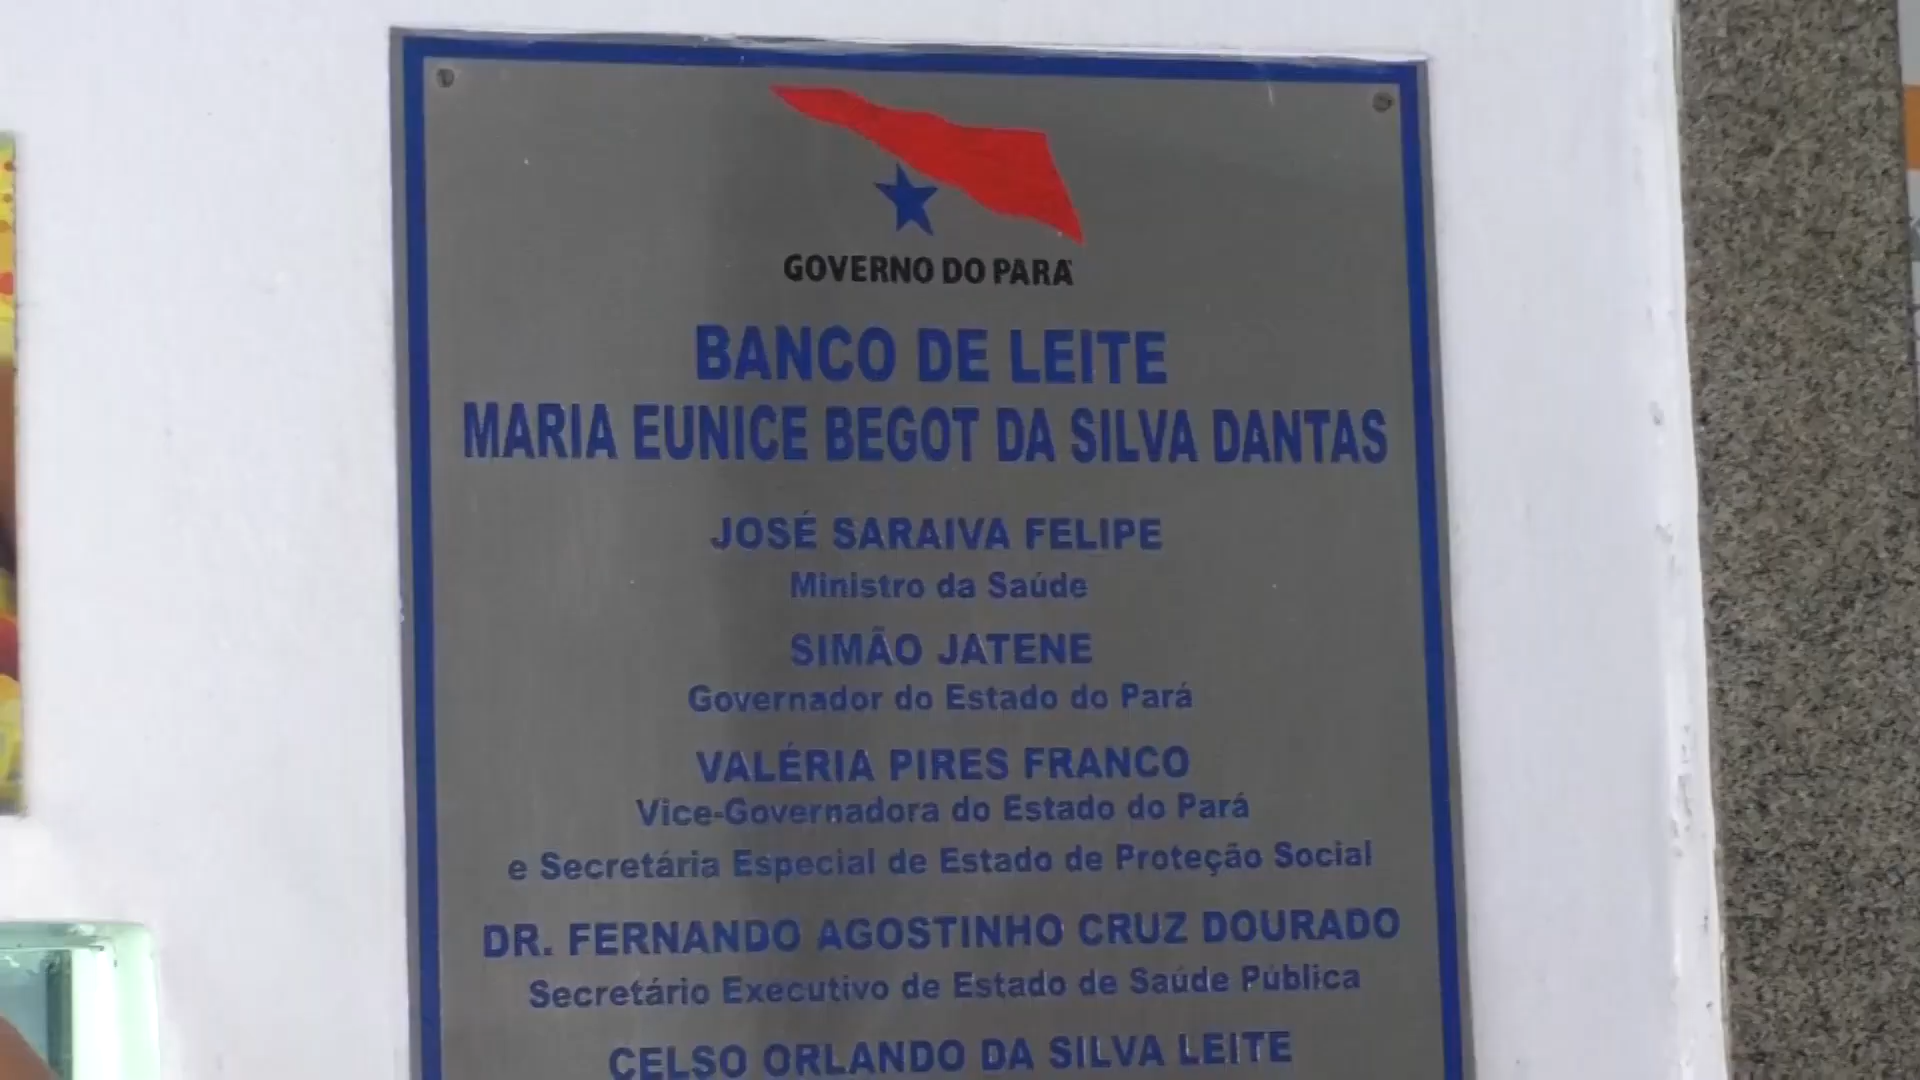 GOVERNO DO PARÁ
BANCO DE LEITE
MARIA EUNICE BEGOT DA SILVA DANTAS
JOSÉ SARAIVA FELIPE
Ministro da Saúde
SIMÃO JATENE
Governador do Estado do Pará
VALÉRIA PIRES FRANCO
Vice-Governadora do Estado do Pará
e Secretária Especial de Estado de Proteção Social
DR. FERNANDO AGOSTINHO CRUZ DOURADO
Secretário Executivo de Estado de Saúde Pública
CELSO ORLANDO DA SILVA LEITE